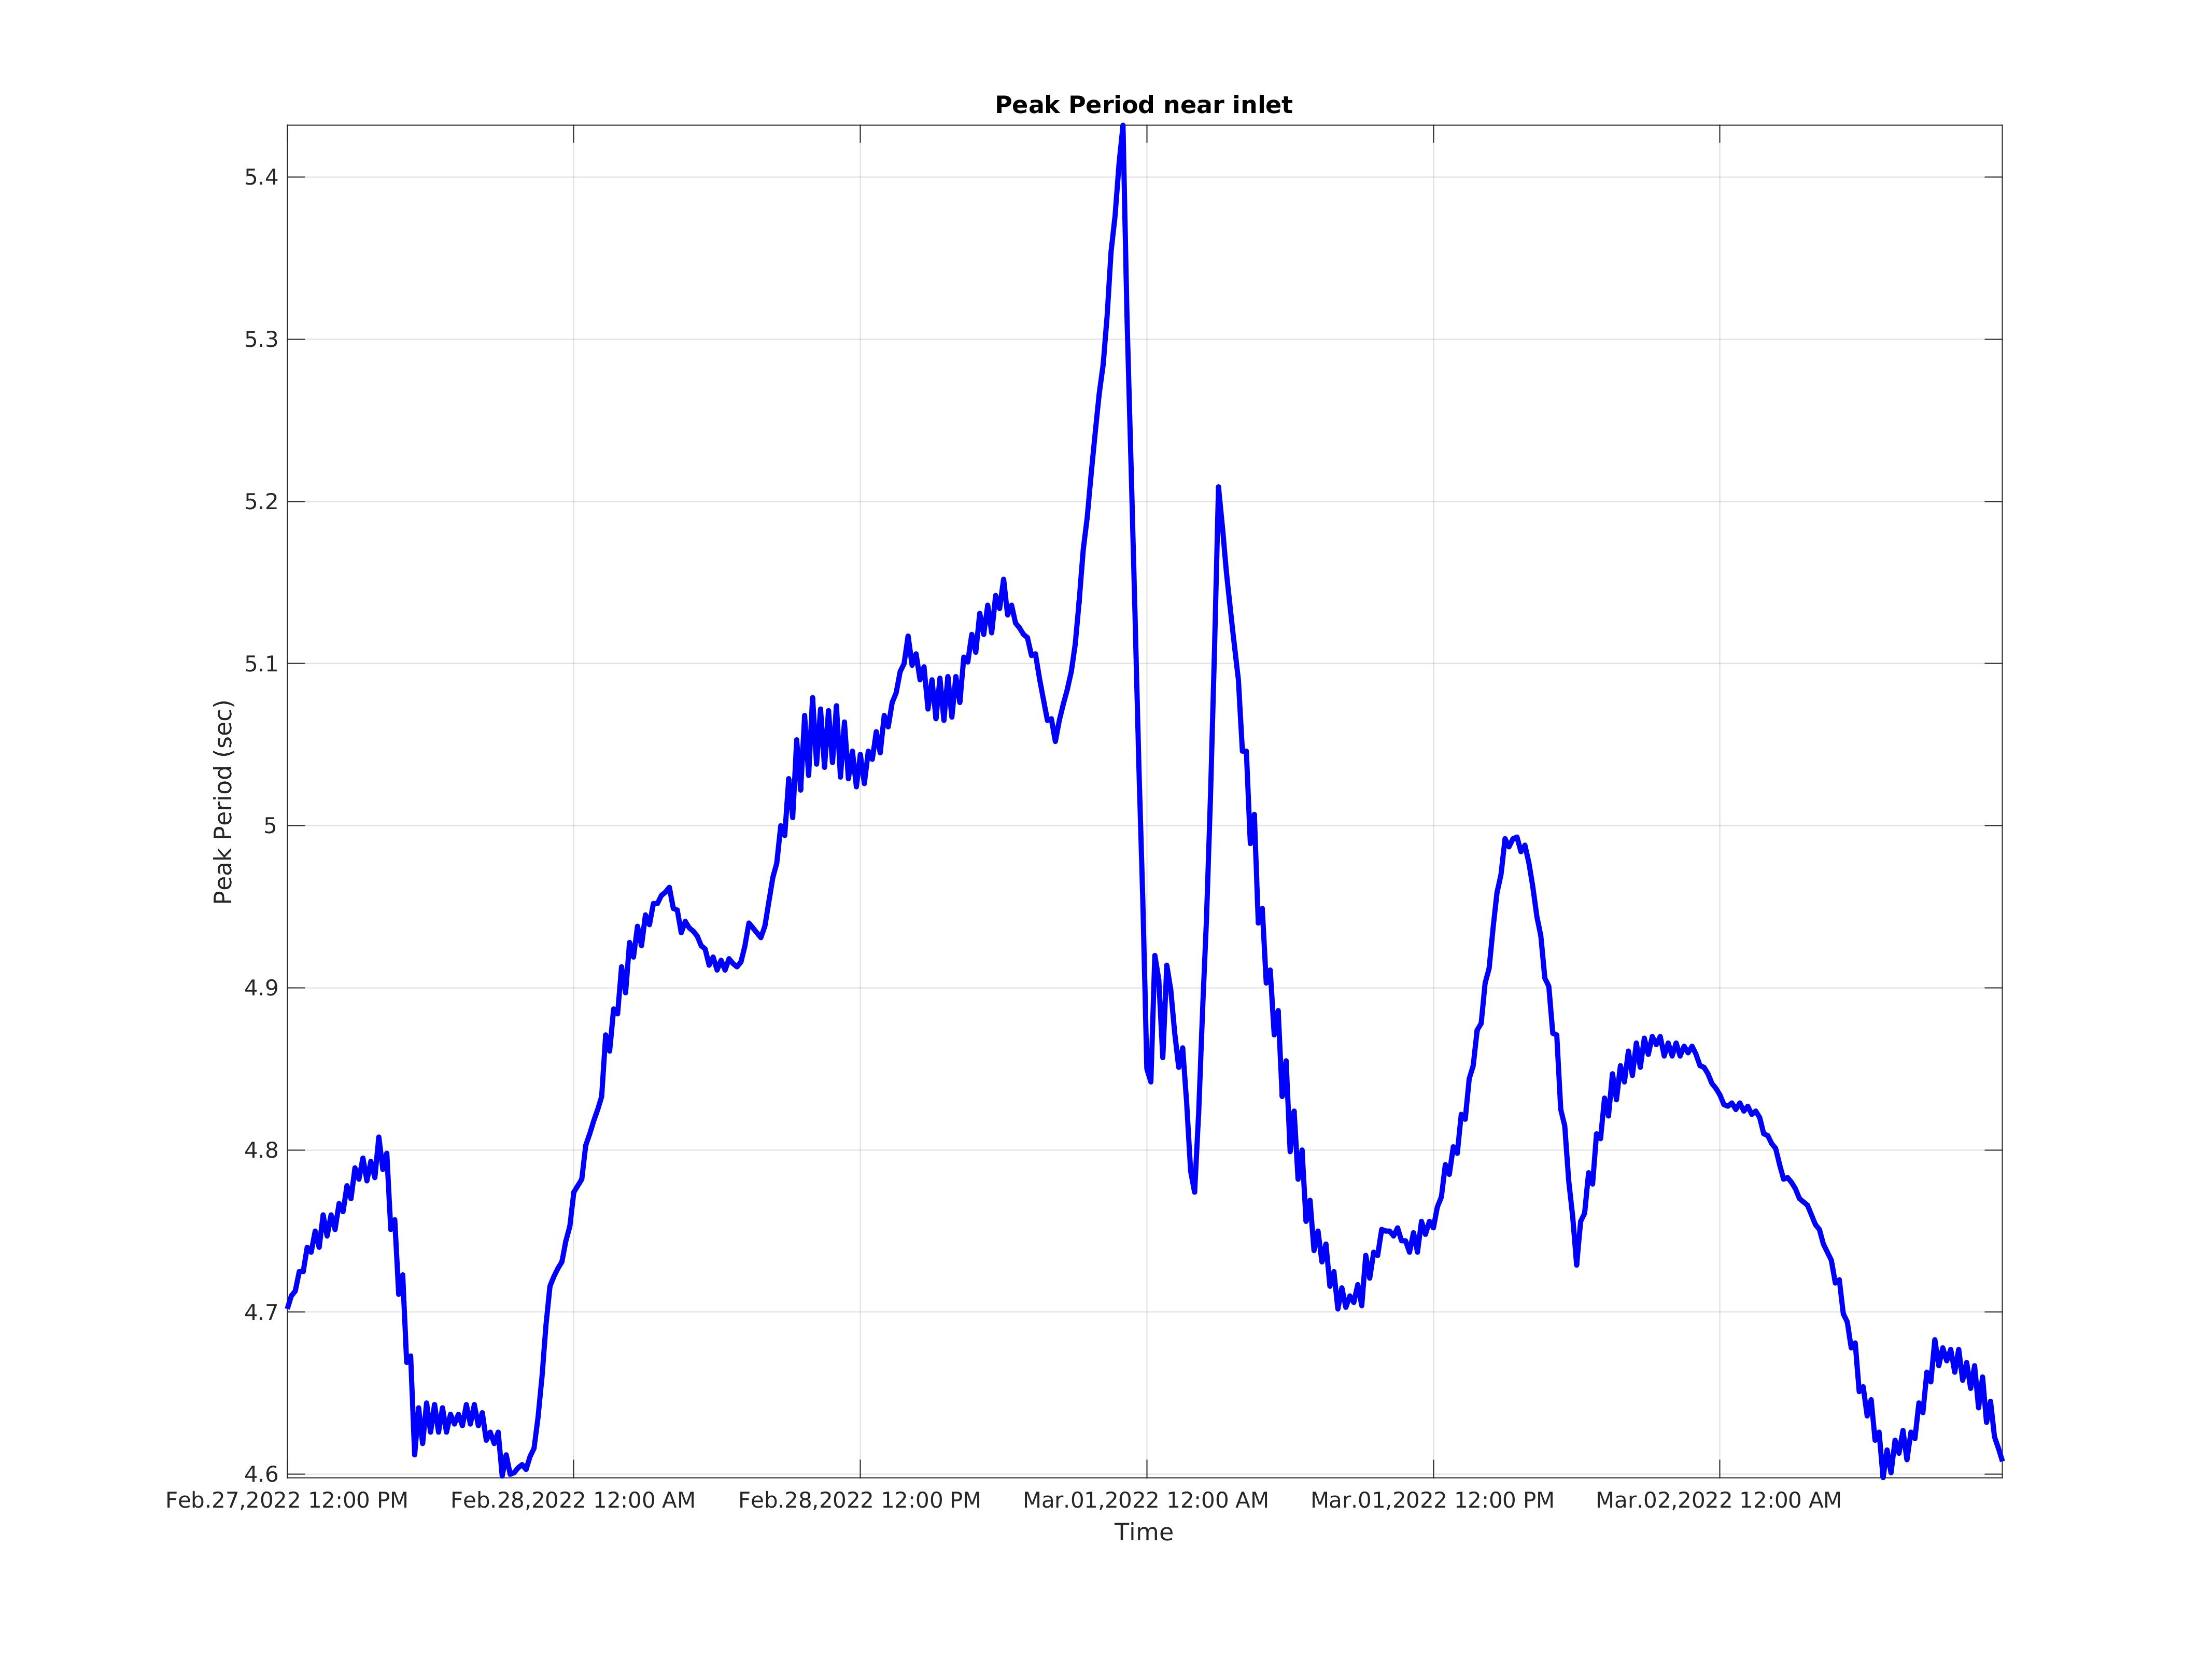 Peak Period near inlet
5.4
5.3
5.2
5.1
5
4.9
4.8
4.7
4.6
Peak Period (sec)
Feb.27,2022 12:00 PM
Feb.28,2022 12:00 AM
Feb.28,2022 12:00 PM
Mar.01,2022 12:00 AM
Mar.01,2022 12:00 PM
Mar.02,2022 12:00 AM
Time